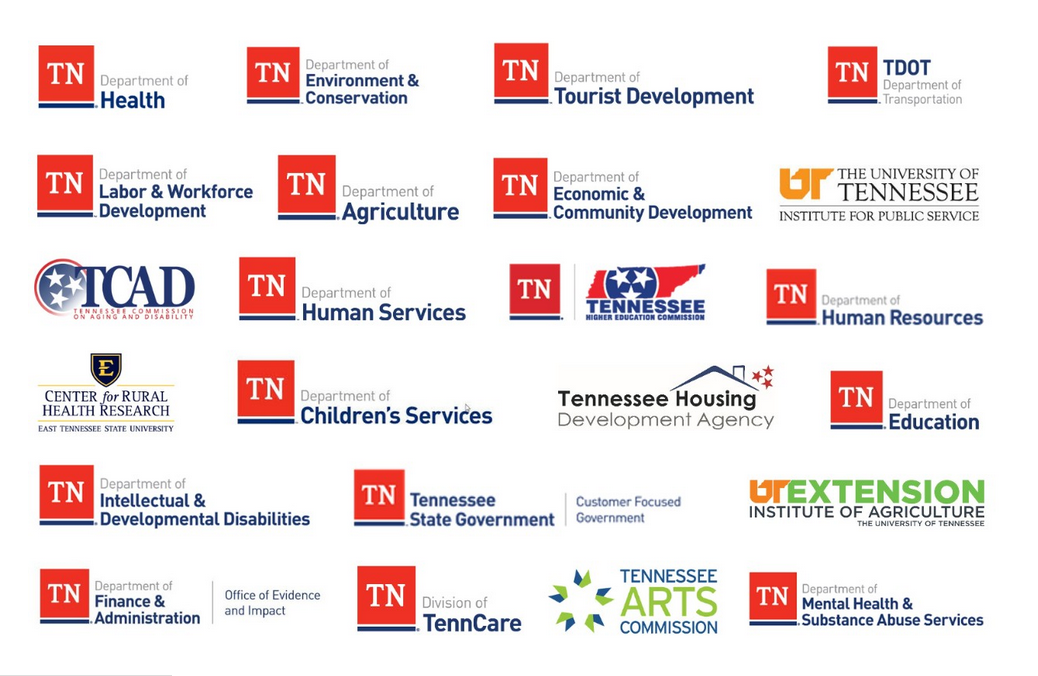 TN
Department of
Health
TN
Department of
Environment &
Conservation
TN
Department of
Tourist Development
TN
TDOT
Department of
Transportation
TN
Department of
Labor & Workforce
Development
TN
Department of
Agriculture
TN
Department of
Economic &
Community Development
UT THE UNIVERSITY OF
TENNESSEE
INSTITUTE FOR PUBLIC SERVICE
TCAD
TENNESSEE COMMISSION
ON AGING AND DISABILITY
TN
Department of
Human Services
TN
TENNESSEE
HIGHER EDUCATION COMMISSION
TN
Department of
Human Resources
E
CENTER for RURAL
HEALTH RESEARCH
EAST TENNESSEE STATE UNIVERSITY
TN
Department of
Children's Services
Tennessee Housing
Development Agency
TN
Department of
Education
TN
Department of
Intellectual &
Developmental Disabilities
TN
Tennessee
State Government
Customer Focused
Government
UT EXTENSION
INSTITUTE OF AGRICULTURE
THE UNIVERSITY OF TENNESSEE
TN
Department of
Finance &
Administration
Office of Evidence
and Impact
TN
Division of
TennCare
TENNESSEE
ARTS
COMMISSION
TN
Department of
Mental Health &
Substance Abuse Services